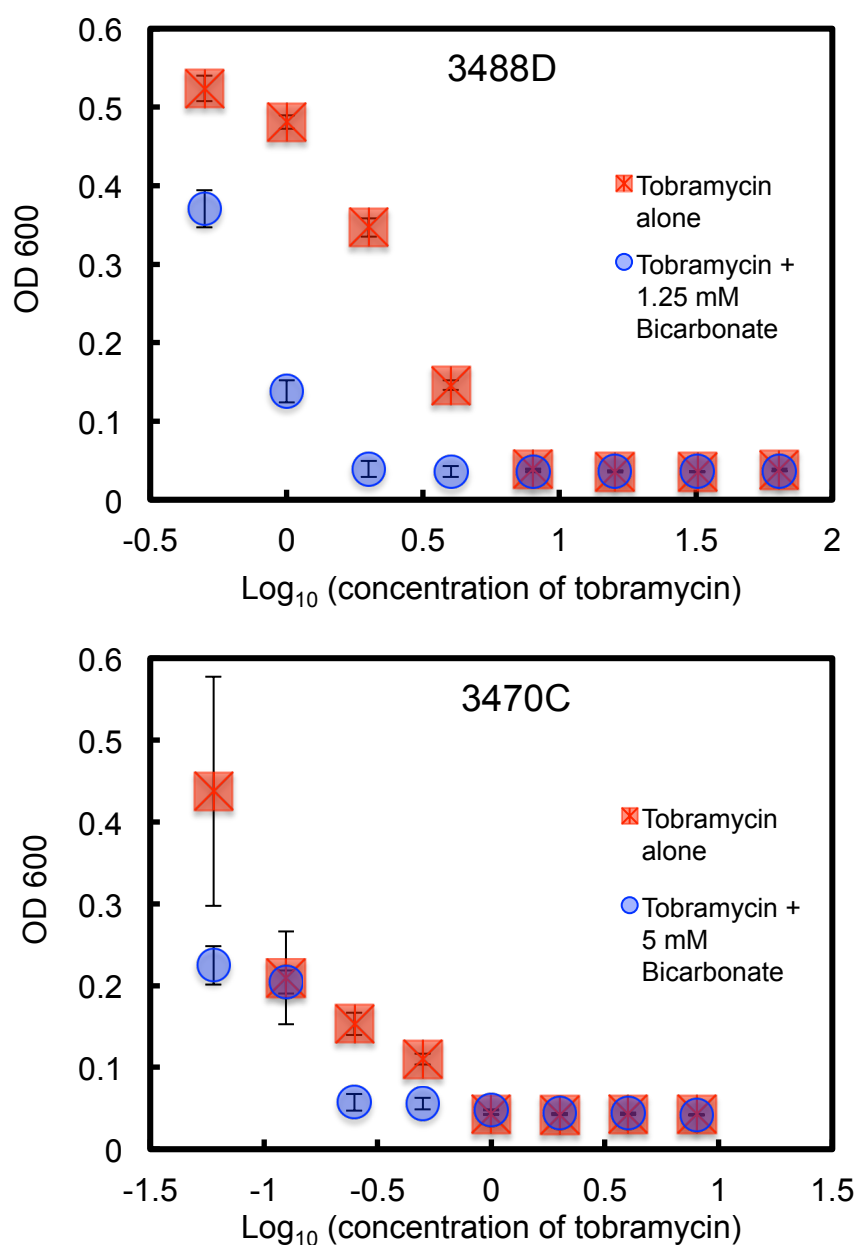 0.6
3488D
0.5
0.4
0.3
0.2
0.1
0
OD 600
Tobramycin
alone
Tobramycin +
1.25 mM
Bicarbonate
-0.5 0 0.5 1 1.5 2
Log10 (concentration of tobramycin)
0.6
3470C
0.5
0.4
0.3
0.2
0.1
0
OD 600
Tobramycin
alone
Tobramycin +
5 mM
Bicarbonate
-1.5 -1 -0.5 0 0.5 1 1.5
Log10 (concentration of tobramycin)